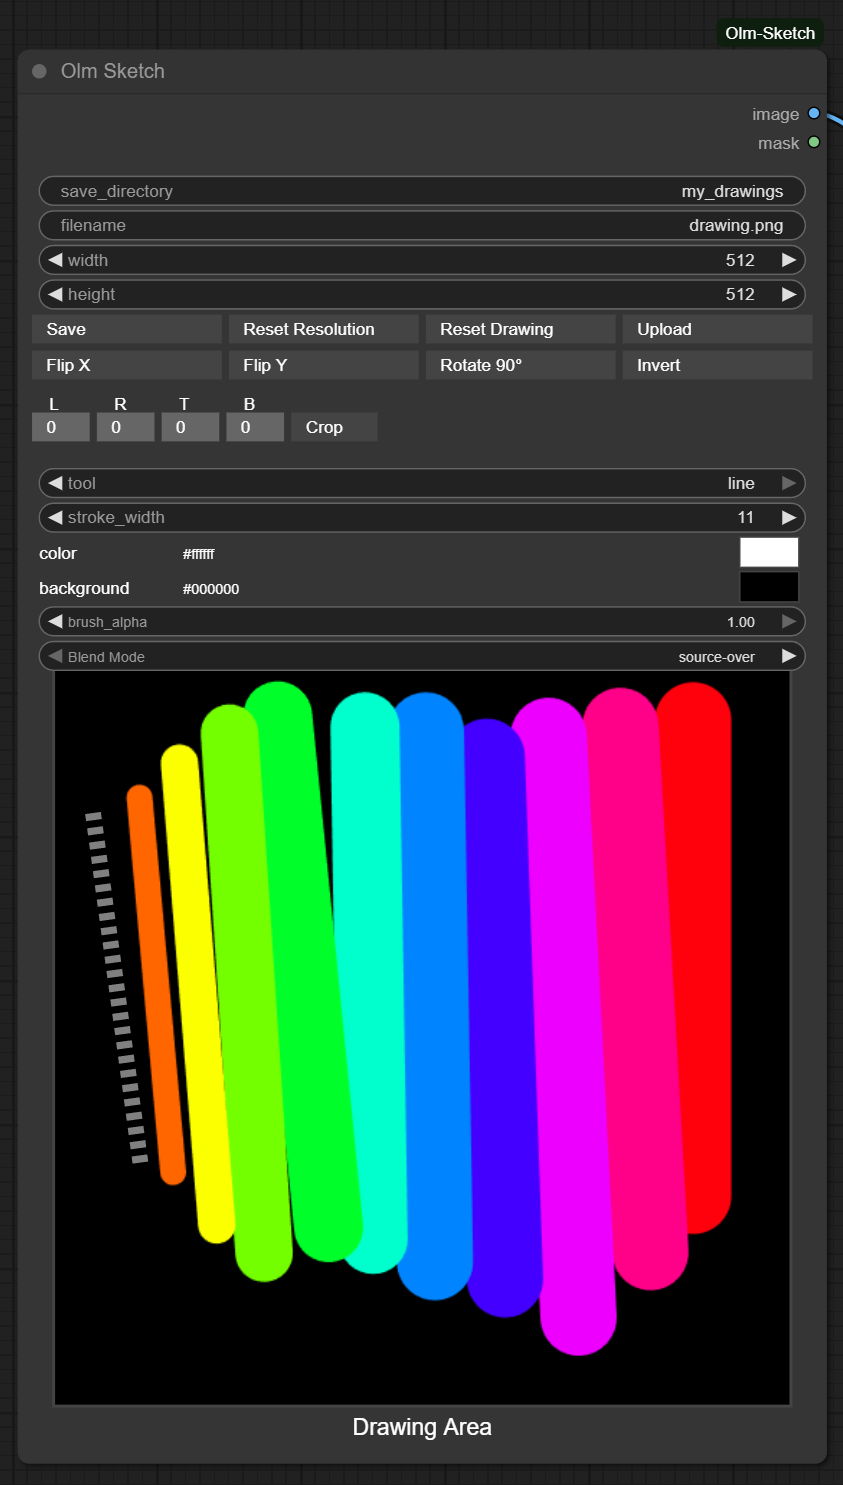 Olm-Sketch
Olm Sketch
image
mask
save_directory my_drawings
filename drawing.png
width 512
height 512
Save Reset Resolution Reset Drawing Upload
Flip X Flip Y Rotate 90° Invert
L R T B
0 0 0 0 Crop
tool line
stroke_width 11
color #ffffff
background #000000
brush_alpha 1.00
Blend Mode source-over
Drawing Area